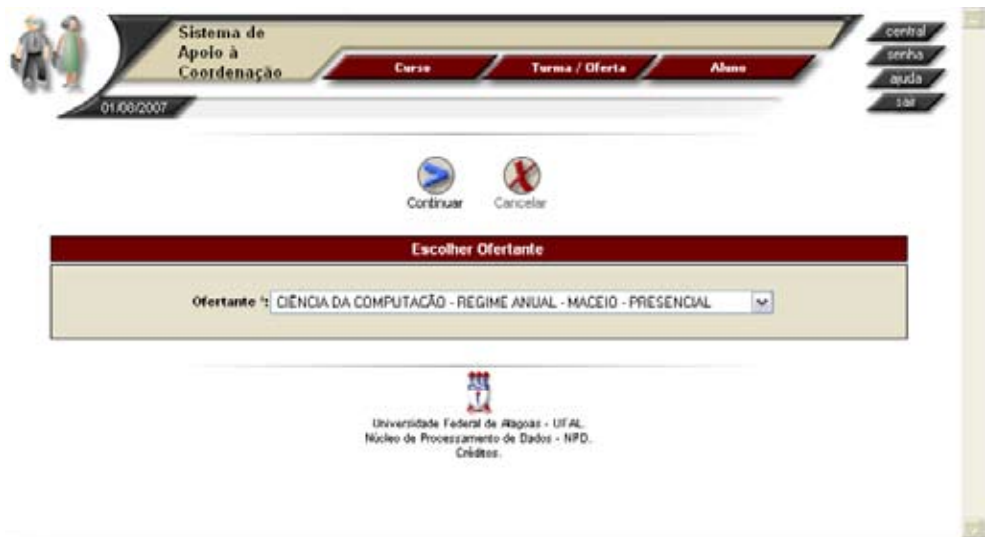 Sistema de
Apoio à
Coordenação
Curso
Turma / Oferta
Aluno
central
senha
ajuda
sair
01/08/2007
Continuar
Cancelar
Escolher Ofertante
Ofertante *: CIÊNCIA DA COMPUTAÇÃO - REGIME ANUAL - MACEIO - PRESENCIAL
Universidade Federal de Alagoas - UFAL.
Núcleo de Processamento de Dados - NPD.
Créditos.